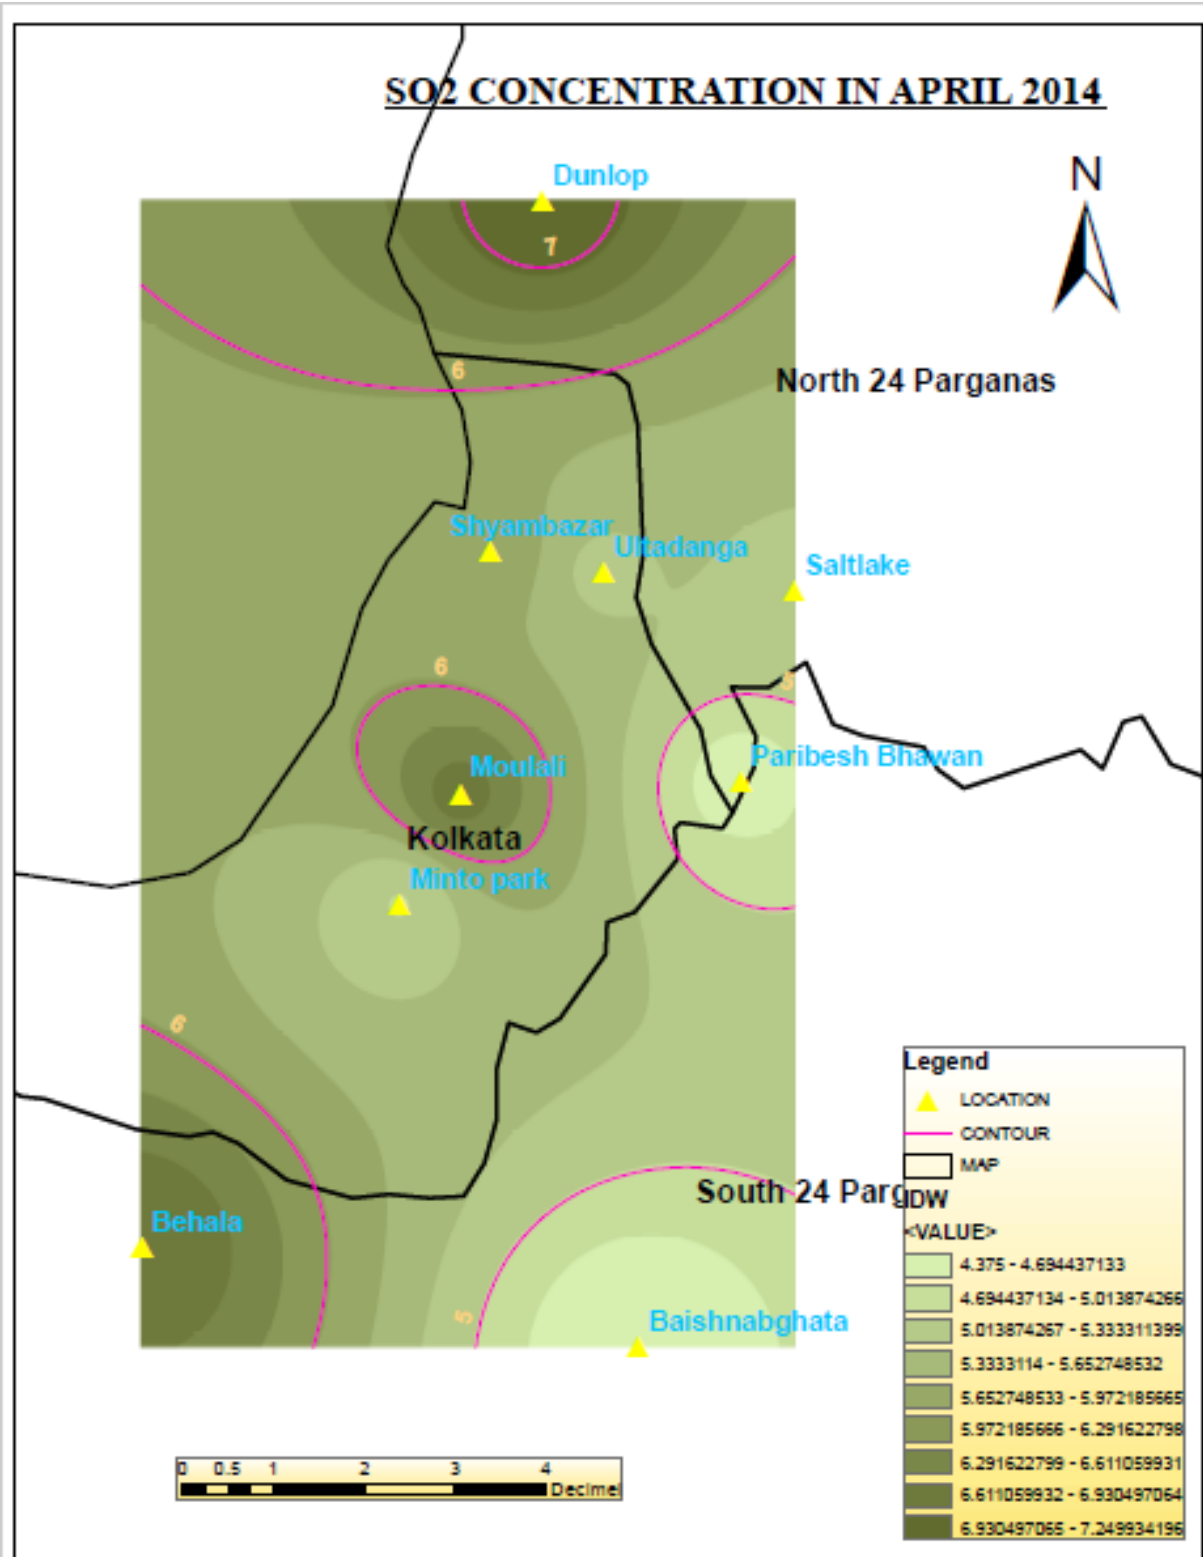 SO2 CONCENTRATION IN APRIL 2014
Dunlop
N
7
6
North 24 Parganas
Shyambazar
Ultadanga
Saltlake
6
5
Paribesh Bhawan
Moulali
Kolkata
Minto park
6
Legend
LOCATION
CONTOUR
MAP
South 24 Parg
IDW
<VALUE>
Behala
4.375 - 4.694437133
4.694437134 - 5.013874266
5
Baishnabghata
5.013874267 - 5.333311399
5.3333114 - 5.652748532
5.652748533 - 5.972185665
5.972185666 - 6.291622798
6.291622799 - 6.611059931
6.611059932 - 6.930497064
6.930497065 - 7.249934196
0 0.5 1 2 3 4
Decimel